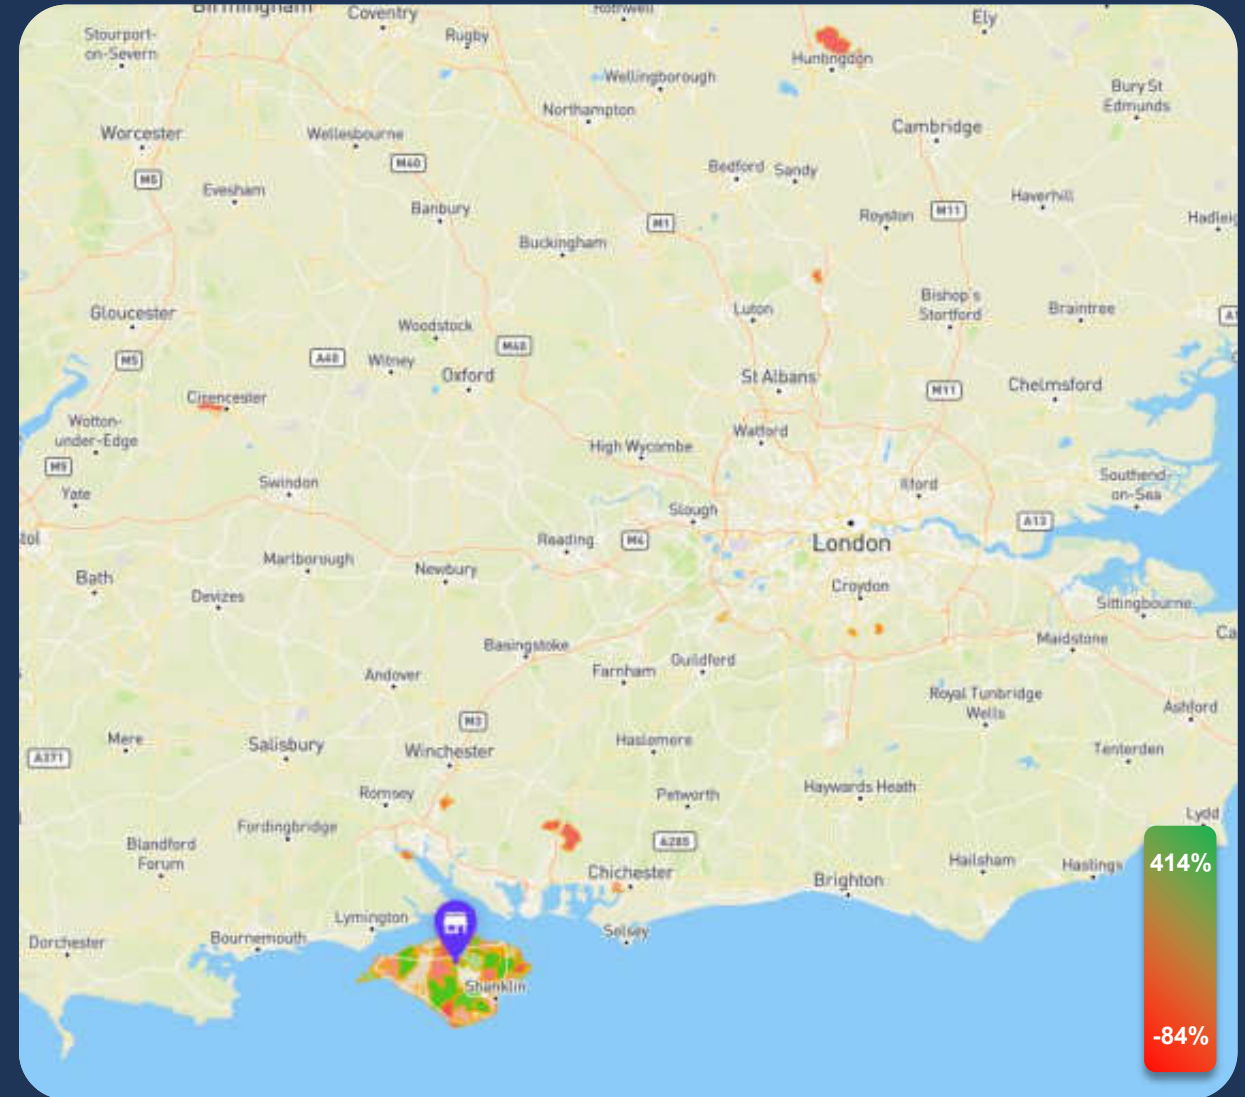 Birmingham
Coventry
Rothwell
Ely
Stourport-
on-Severn
Rugby
Huntingdon
Wellingborough
Bury St
Edmunds
Northampton
Worcester
Wellesbourne
Cambridge
M40
Bedford
Sandy
M5
Evesham
Haverhill
Banbury
M11
Royston
M1
Buckingham
Bishop's
Stortford
Gloucester
Luton
Braintree
Woodstock
M40
M5
A40
Witney
Oxford
St Albans
M11
Chelmsford
Cirencester
Wotton-
under-Edge
Watford
High Wycombe
M5
Yate
Swindon
Ilford
Southend-
on-Sea
Slough
A13
Reading
M4
London
Marlborough
Newbury
Bath
Croydon
Devizes
Sittingbourne
Basingstoke
Maidstone
Farnham
Guildford
Andover
Royal Tunbridge
Wells
Ashford
M3
Mere
Salisbury
Winchester
Haslemere
Tenterden
A371
Romsey
Petworth
Haywards Heath
Lydd
Fordingbridge
Blandford
Forum
A285
Chichester
Brighton
Hailsham
Hastings
414%
Lymington
Selsey
Dorchester
Bournemouth
Shanklin
-84%